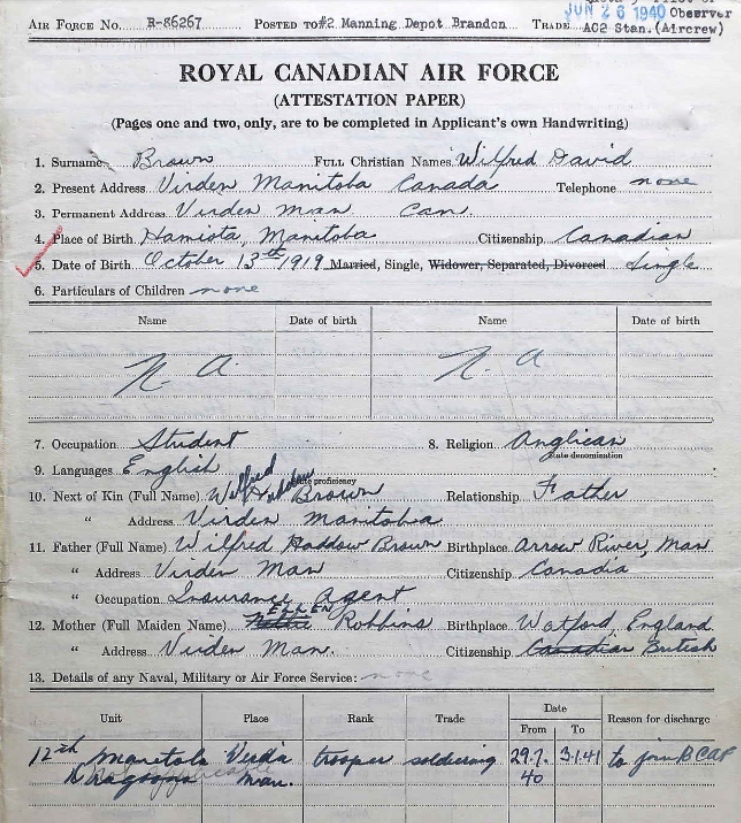 JUN 26 1940 Observer
AIR FORCE No. R-86267 POSTED TO #2 Manning Depot Brandon TRADE AC2 Stan.(Aircrew)
ROYAL CANADIAN AIR FORCE
(ATTESTATION PAPER)
(Pages one and two, only, are to be completed in Applicant's own Handwriting)
1. Surname Brown FULL Christian Names Wilfred David
2. Present Address Virden Manitoba Canada Telephone none
3. Permanent Address Virden Man. Can.
4. Place of Birth Hamiota, Manitoba Citizenship Canadian
5. Date of Birth October 13th 1919 Married, Single, Widower, Separated, Divorced Single
6. Particulars of Children none
Name Date of birth Name Date of birth
N. A. N. A
7. Occupation Student 8. Religion Anglican
State denomination
9. Languages English
State proficiency
10. Next of Kin (Full Name) Wilfred Haddow Brown Relationship Father
" Address Virden Manitoba
11. Father (Full Name) Wilfred Haddow Brown Birthplace Arrow River, Man
" Address Virden Man Citizenship Canadia
" Occupation Insurance Agent
12. Mother (Full Maiden Name) ELLEN Robbins Birthplace Watford, England
" Address Virden Man. Citizenship Canadian British
13. Details of any Naval, Military or Air Force Service: none
Unit Place Rank Trade Date Reason for discharge
From To
12th Manitoba Virden trooper soldiering 29.7. 3.1.41 to join RCAF
Dragoons Man. 40